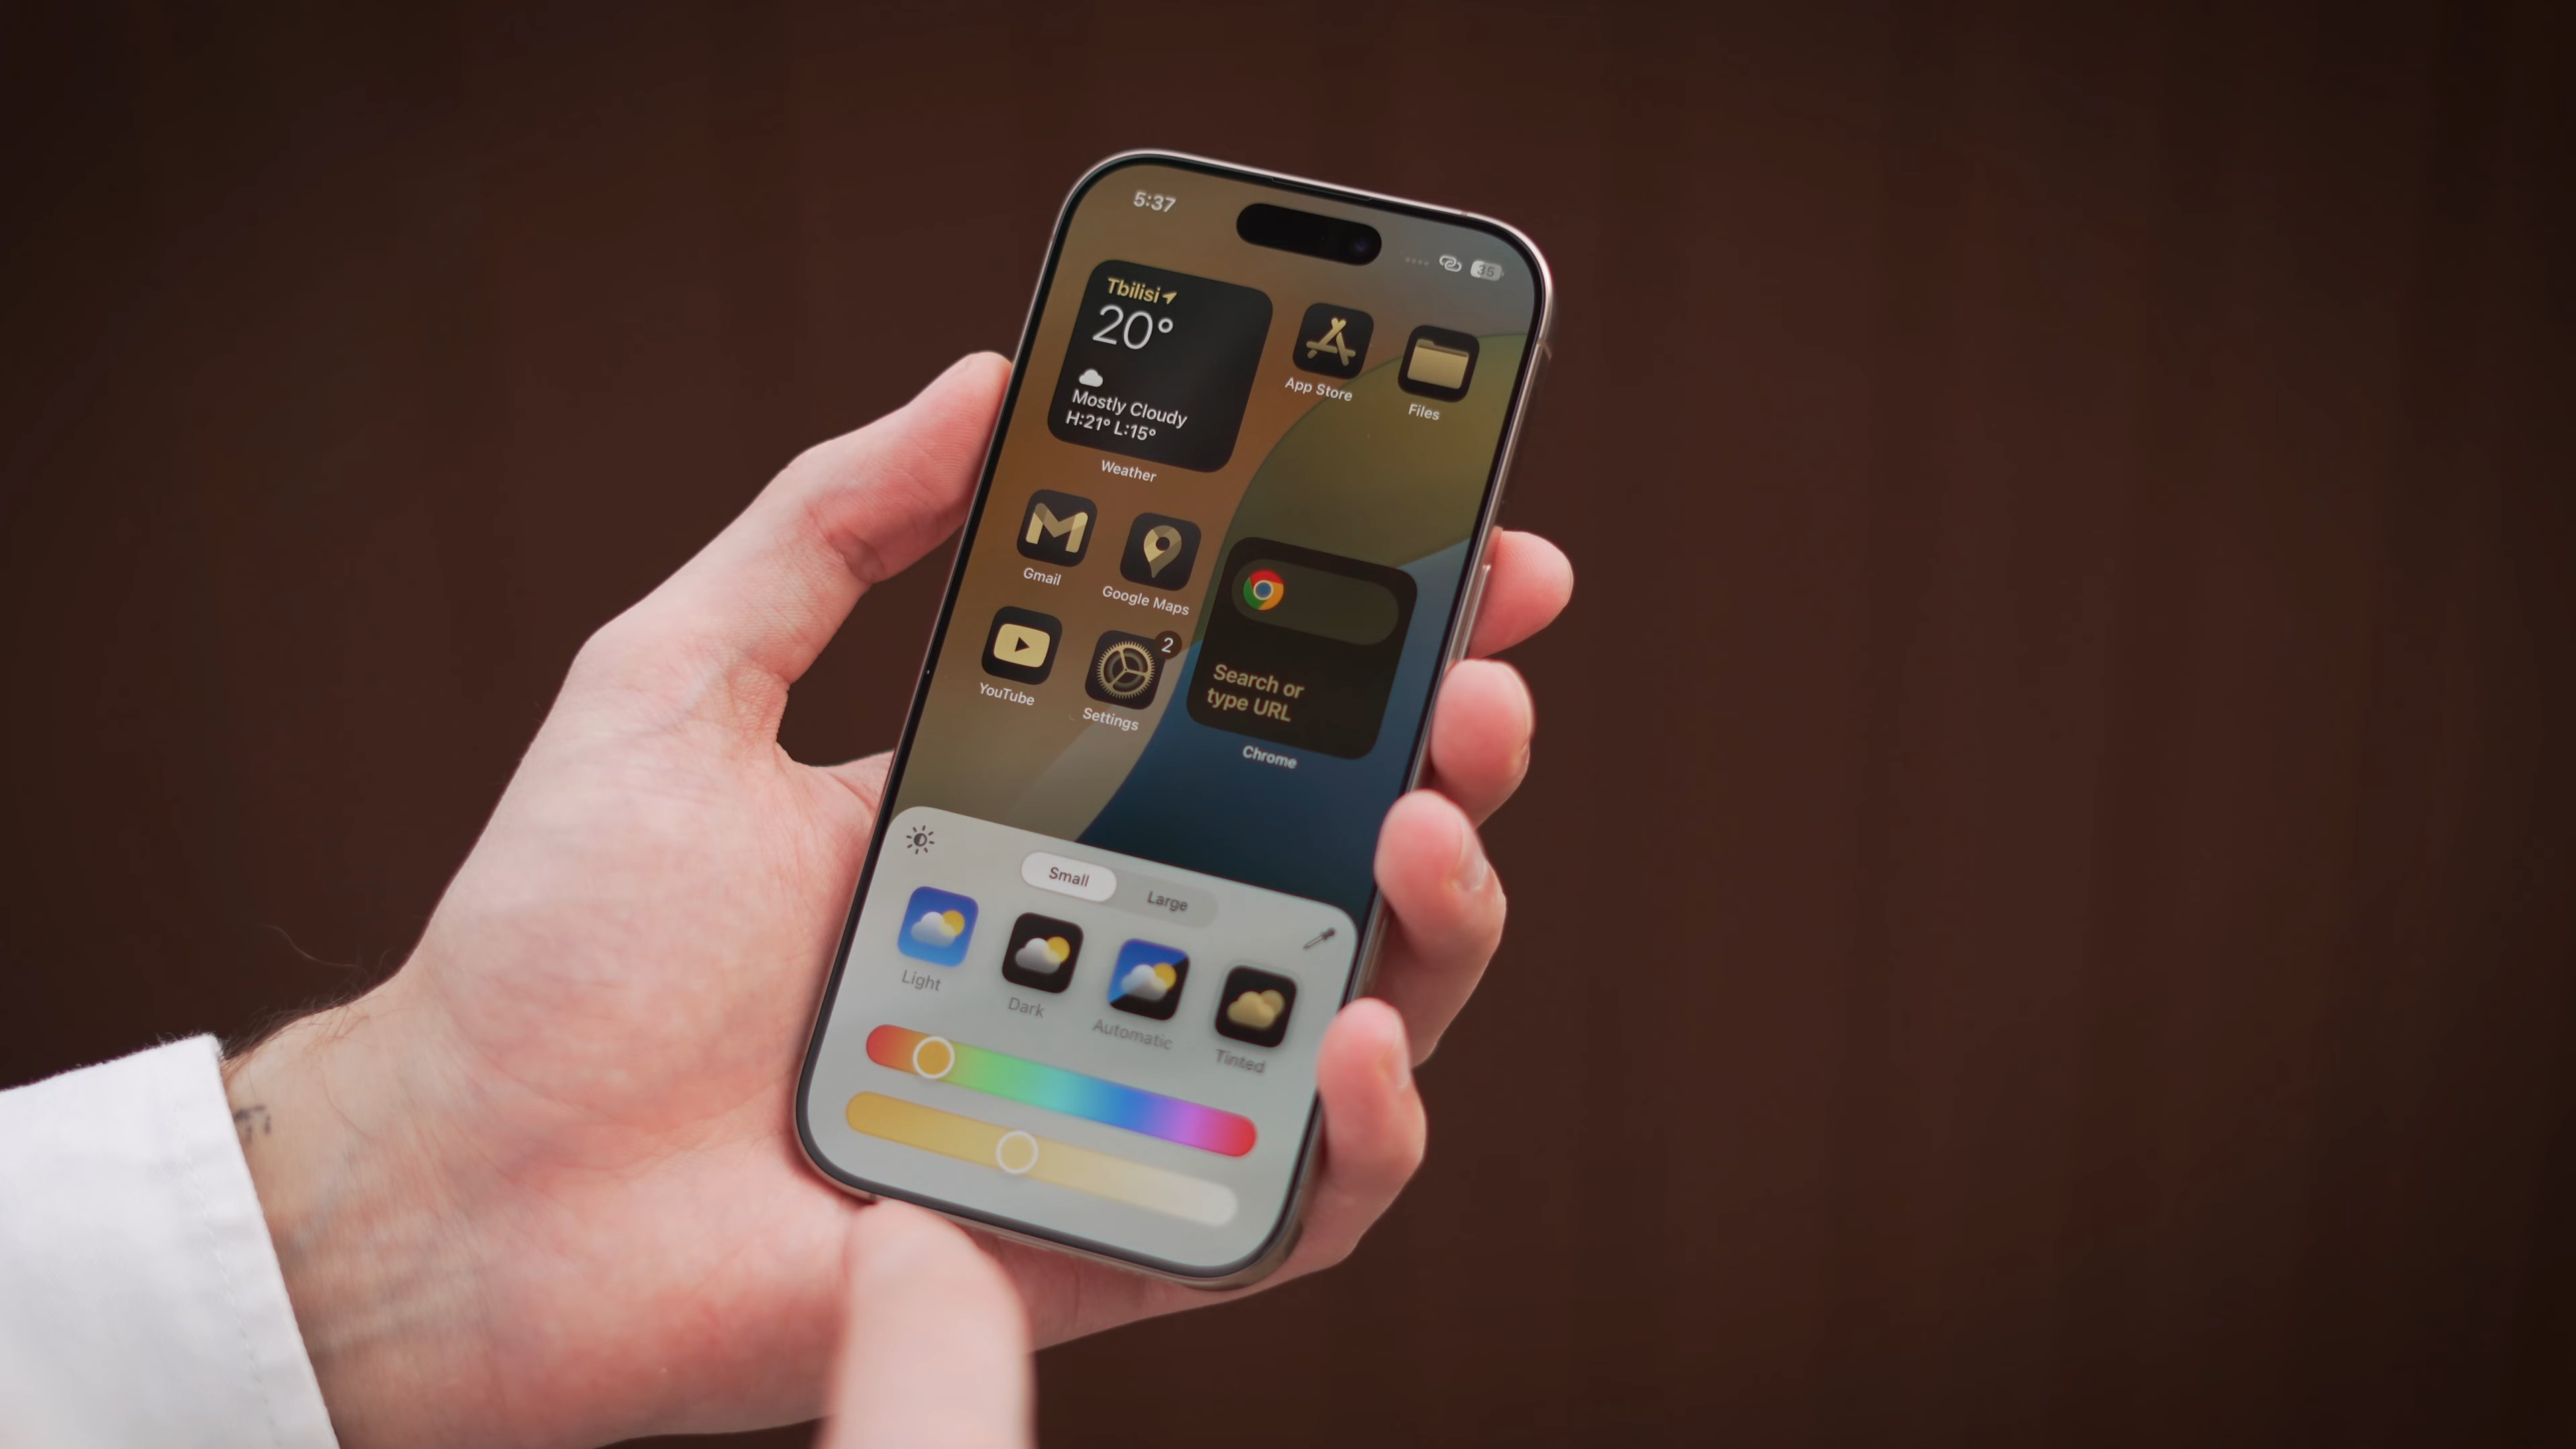 5:37
35
Tbilisi
20°
Mostly Cloudy
H:21° L:15°
Weather
App Store
Files
Gmail
Google Maps
YouTube
2
Settings
Search or
type URL
Chrome
Small
Large
Light
Dark
Automatic
Tinted